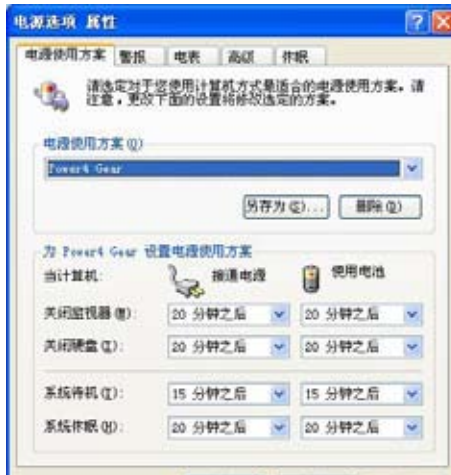 电源选项 属性
电源使用方案 警报 电表 高级 休眠
请选定对于您使用计算机方式最适合的电源使用方案。请
注意，更改下面的设置将修改选定的方案。
电源使用方案(O)
Power4 Gear
另存为(S)... 删除(D)
为 Power4 Gear 设置电源使用方案
当计算机: 接通电源 使用电池
关闭监视器(M): 20 分钟之后 20 分钟之后
关闭硬盘(I): 20 分钟之后 20 分钟之后
系统待机(T): 15 分钟之后 15 分钟之后
系统休眠(H): 20 分钟之后 20 分钟之后